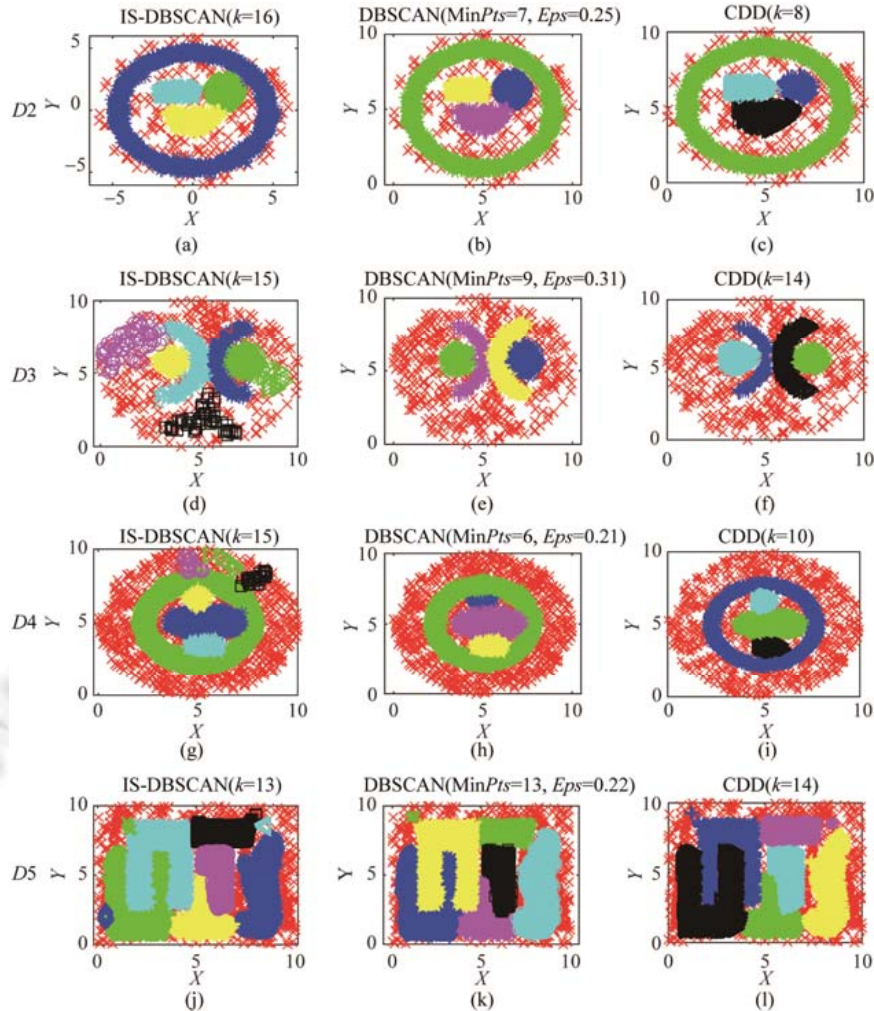 IS-DBSCAN(k=16) DBSCAN(MinPts=7, Eps=0.25) CDD(k=8)
5 10 10
D2 Y 0 Y 5 Y 5
−5 0 0
−5 0 5 0 5 10 0 5 10
X X X
(a) (b) (c)
IS-DBSCAN(k=15) DBSCAN(MinPts=9, Eps=0.31) CDD(k=14)
10 10 10
D3 Y 5 Y 5 Y 5
0 0 0
0 5 10 0 5 10 0 5 10
X X X
(d) (e) (f)
IS-DBSCAN(k=15) DBSCAN(MinPts=6, Eps=0.21) CDD(k=10)
10 10 10
D4 Y 5 Y 5 Y 5
0 0 0
0 5 10 0 5 10 0 5 10
X X X
(g) (h) (i)
IS-DBSCAN(k=13) DBSCAN(MinPts=13, Eps=0.22) CDD(k=14)
10 10 10
D5 Y 5 Y 5 Y 5
0 0 0
0 5 10 0 5 10 0 5 10
X X X
(j) (k) (l)